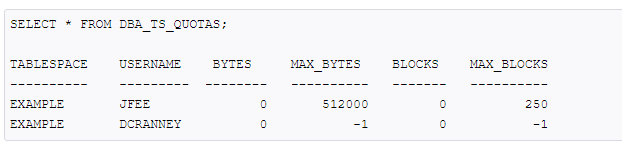 SELECT * FROM DBA_TS_QUOTAS;
TABLESPACE    USERNAME    BYTES     MAX_BYTES    BLOCKS    MAX_BLOCKS
----------    ---------  --------   ----------   -------   ----------
EXAMPLE       JFEE              0       512000         0          250
EXAMPLE       DCRANNEY          0           -1         0           -1